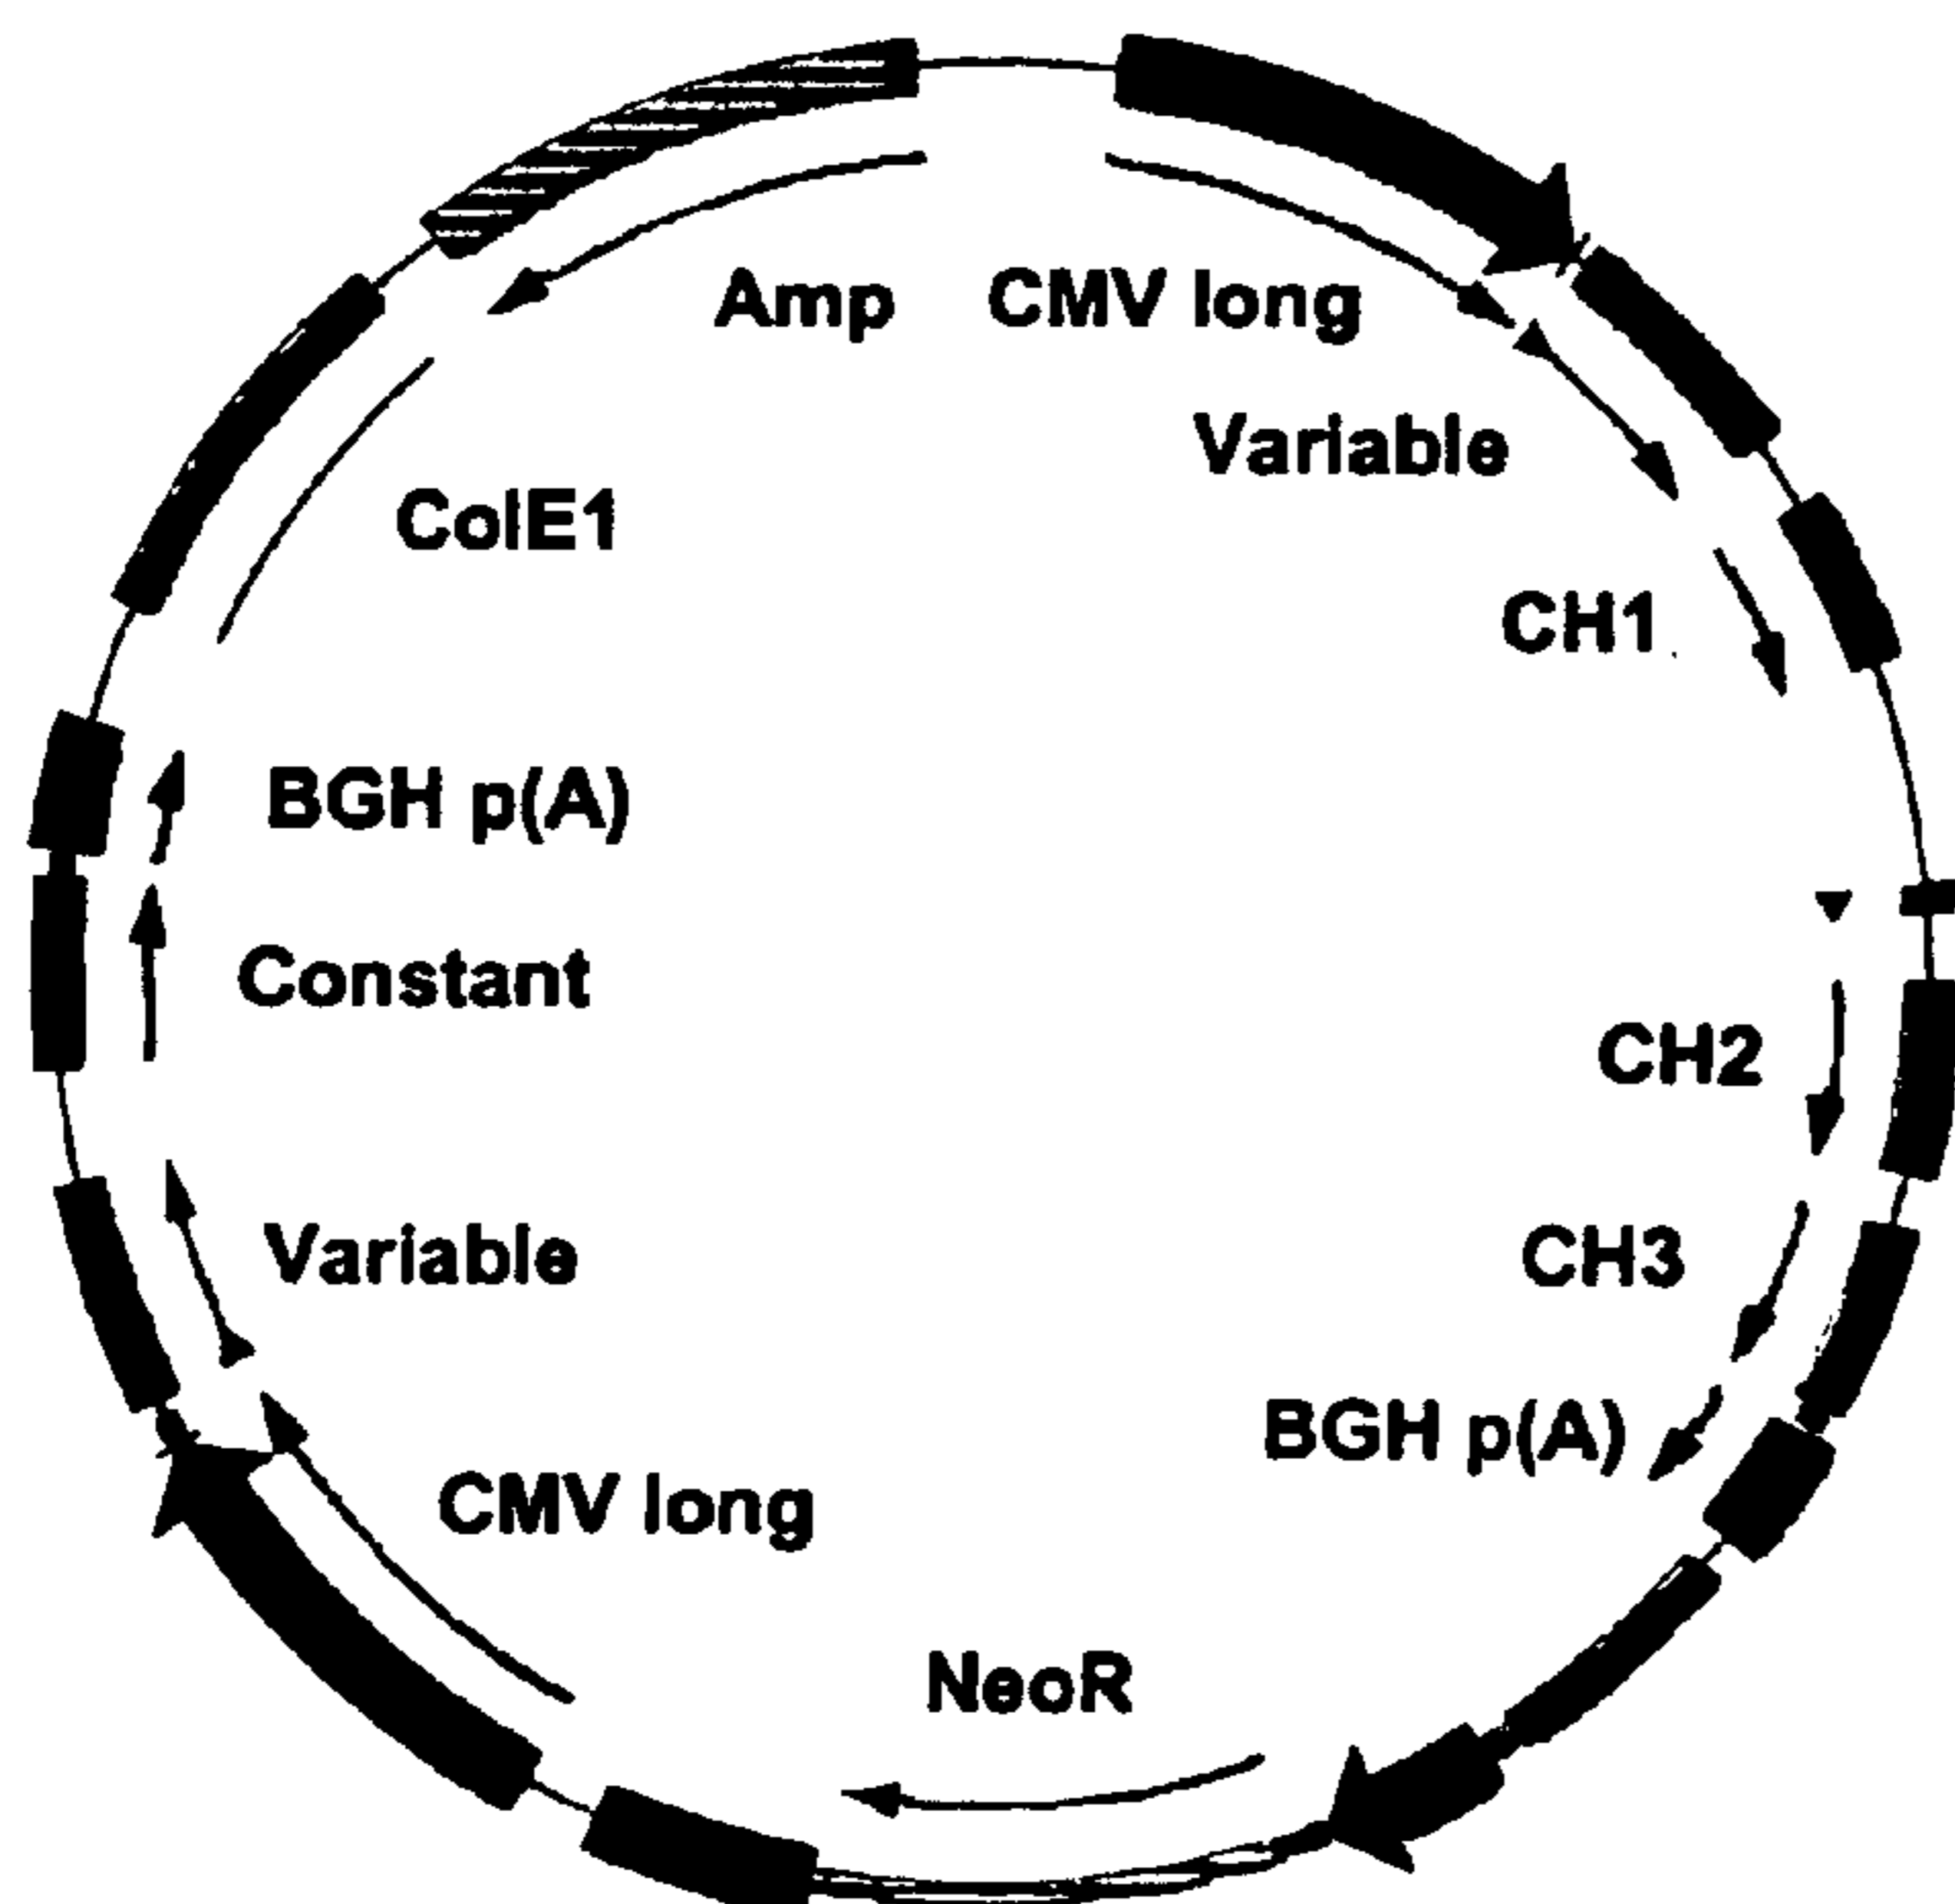 Amp
CMV long
Variable
ColE1
CH1
BGH p(A)
Constant
CH2
Variable
CH3
BGH p(A)
CMV long
NeoR